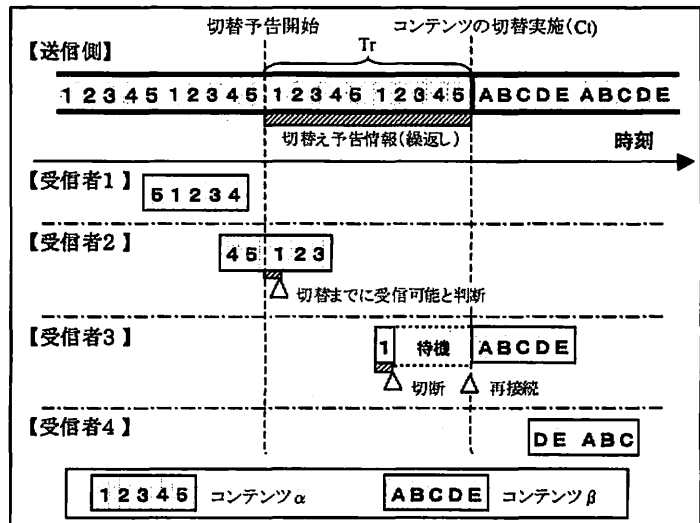 切替予告開始
コンテンツの切替実施(Ct)
【送信側】
Tr
1 2 3 4 5 1 2 3 4 5 1 2 3 4 5 1 2 3 4 5 A B C D E A B C D E
切替え予告情報(繰返し)
時刻
【受信者1】
5 1 2 3 4
【受信者2】
4 5 1 2 3
切替までに受信可能と判断
【受信者3】
1 待機 A B C D E
切断 再接続
【受信者4】
D E A B C
1 2 3 4 5 コンテンツα A B C D E コンテンツβ